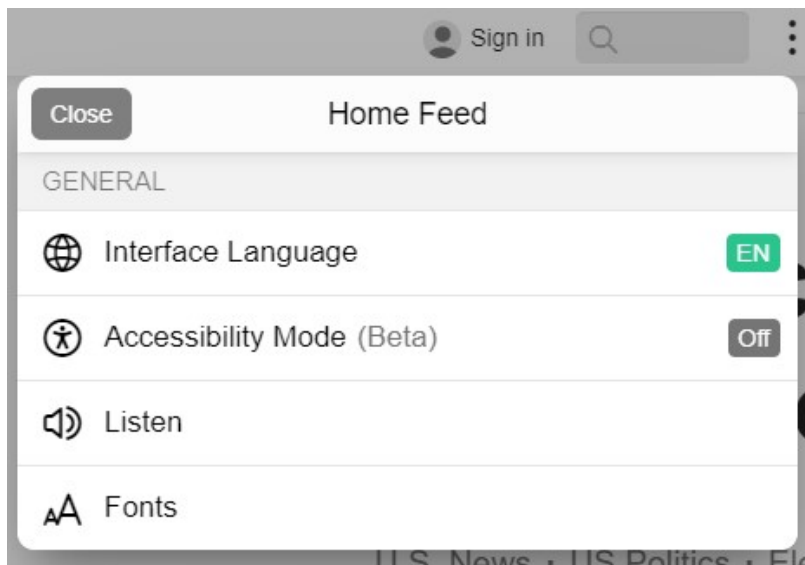 Sign in
Close
Home Feed
GENERAL
Interface Language EN
Accessibility Mode (Beta) Off
Listen
Fonts
U.S. News · US Politics ·